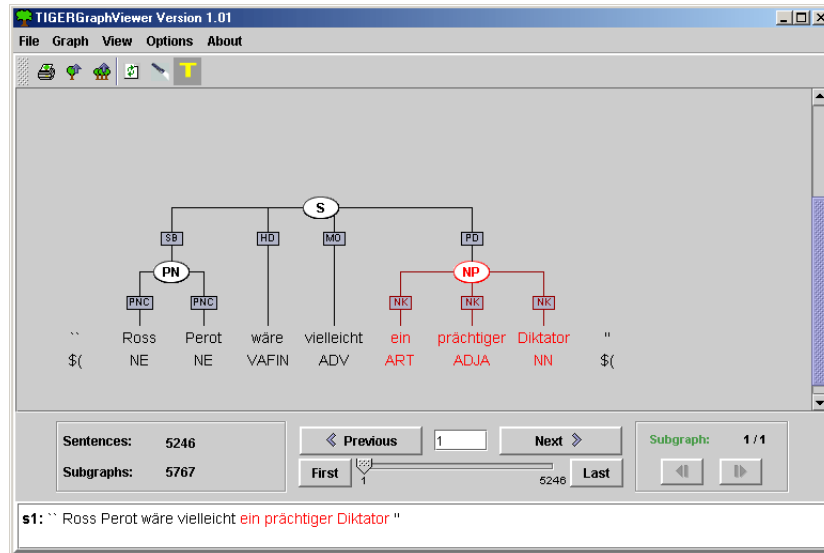 TIGERGraphViewer Version 1.01
File Graph View Options About
T
S
SB HD MO PD
PN NP
PNC PNC NK NK NK
`` Ross Perot wäre vielleicht ein prächtiger Diktator "
$( NE NE VAFIN ADV ART ADJA NN $(
Sentences: 5246
Subgraphs: 5767
Previous 1 Next
First 1 5246 Last
Subgraph: 1 / 1
s1: `` Ross Perot wäre vielleicht ein prächtiger Diktator "